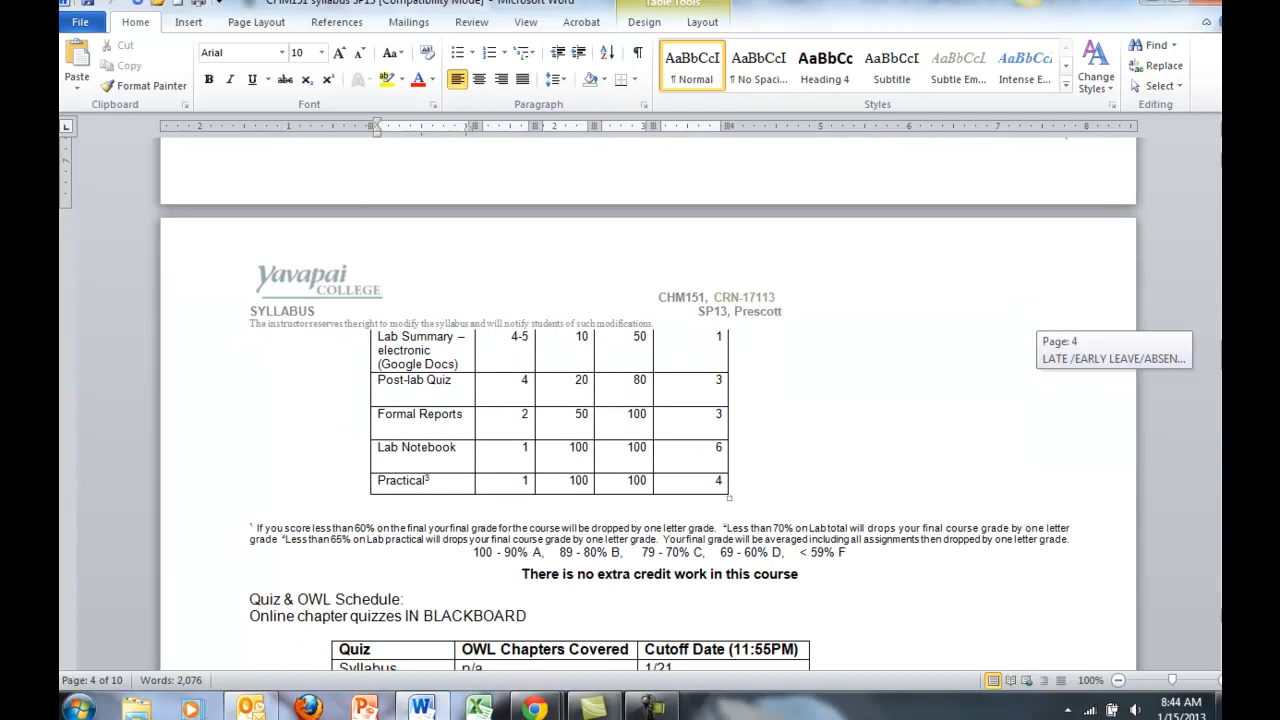 CHM151 syllabus SP13 [Compatibility Mode] - Microsoft Word
Table Tools
File Home Insert Page Layout References Mailings Review View Acrobat Design Layout
Paste
Cut
Copy
Format Painter
Clipboard
Arial 10
Font
Paragraph
AaBbCcI AaBbCcI AaBbCc AaBbCcI AaBbCcI AaBbCcI
¶ Normal ¶ No Spaci... Heading 4 Subtitle Subtle Em... Intense E...
Change Styles
Styles
Find
Replace
Select
Editing
2 1 1 2 3 4 5 6 8
Yavapai
COLLEGE
CHM151, CRN-17113
SYLLABUS SP13, Prescott
The instructor reserves the right to modify the syllabus and will notify students of such modifications.
Lab Summary – 4-5 10 50 1
electronic
(Google Docs)
Post-lab Quiz 4 20 80 3
Formal Reports 2 50 100 3
Lab Notebook 1 100 100 6
Practical³ 1 100 100 4
Page: 4
LATE /EARLY LEAVE/ABSEN...
¹ If you score less than 60% on the final your final grade for the course will be dropped by one letter grade. ²Less than 70% on Lab total will drops your final course grade by one letter
grade ³Less than 65% on Lab practical will drops your final grade by one letter grade. Your final grade will be averaged including all assignments then dropped by one letter grade.
100 - 90% A, 89 - 80% B, 79 - 70% C, 69 - 60% D, < 59% F
There is no extra credit work in this course
Quiz & OWL Schedule:
Online chapter quizzes IN BLACKBOARD
Quiz OWL Chapters Covered Cutoff Date (11:55PM)
Syllabus n/a 1/21
Page: 4 of 10 Words: 2,076 100%
8:44 AM
1/15/2013